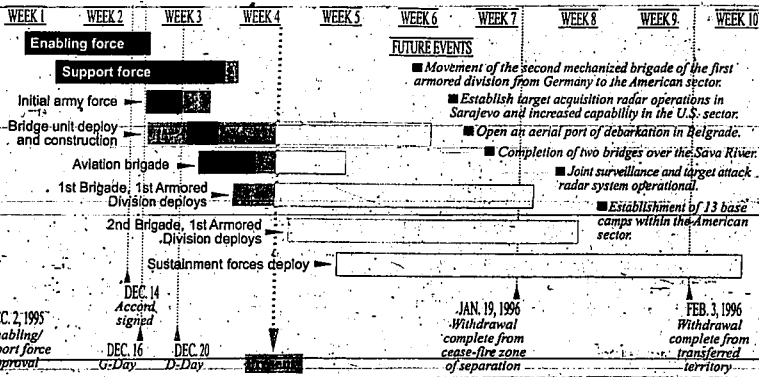 WEEK 1 WEEK 2 WEEK 3 WEEK 4 WEEK 5 WEEK 6 WEEK 7 WEEK 8 WEEK 9 WEEK 10
Enabling force
Support force
Initial army force
Bridge unit deploy
and construction
Aviation brigade
1st Brigade, 1st Armored
Division deploys
2nd Brigade, 1st Armored
Division deploys
Sustainment forces deploy
FUTURE EVENTS
■ Movement of the second mechanized brigade of the first
armored division from Germany to the American sector.
■ Establish target acquisition radar operations in
Sarajevo and increased capability in the U.S. sector.
■ Open an aerial port of debarkation in Belgrade.
■ Completion of two bridges over the Sava River.
■ Joint surveillance and target attack
radar system operational.
■ Establishment of 13 base
camps within the American
sector.
C. 2, 1995
abling/
port force
proval
DEC. 14
Accord
signed
DEC. 16
G-Day
DEC. 20
D-Day
JAN. 19, 1996
Withdrawal
complete from
cease-fire zone
of separation
FEB. 3, 1996
Withdrawal
complete from
transferred
territory